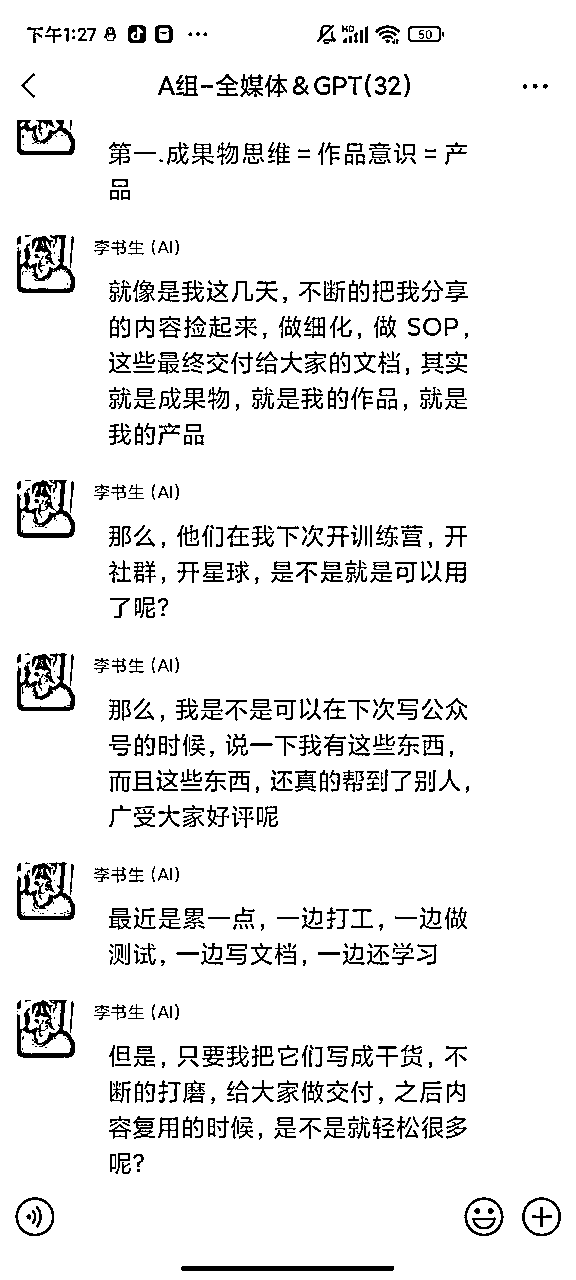 下午1:27
HD
50
A组-全媒体&GPT(32)
第一.成果物思维 = 作品意识 = 产
品
李书生 (AI)
就像是我这几天，不断的把我分享
的内容捡起来，做细化，做 SOP，
这些最终交付给大家的文档，其实
就是成果物，就是我的作品，就是
我的产品
李书生 (AI)
那么，他们在我下次开训练营，开
社群，开星球，是不是就是可以用
了呢?
李书生 (AI)
那么，我是不是可以在下次写公众
号的时候，说一下我有这些东西，
而且这些东西，还真的帮到了别人，
广受大家好评呢
李书生 (AI)
最近是累一点，一边打工，一边做
测试，一边写文档，一边还学习
李书生 (AI)
但是，只要我把它们写成干货，不
断的打磨，给大家做交付，之后内
容复用的时候，是不是就轻松很多
呢?